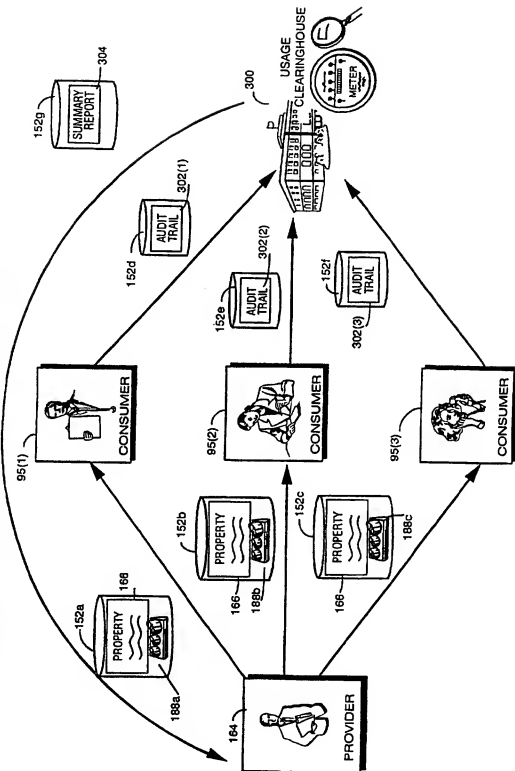 152g
SUMMARY
REPORT
304
300
USAGE
CLEARINGHOUSE
METER
152d
AUDIT
TRAIL
302(1)
152e
AUDIT
TRAIL
302(2)
152f
AUDIT
TRAIL
302(3)
95(1)
CONSUMER
95(2)
CONSUMER
95(3)
CONSUMER
152a
166
PROPERTY
188a
152b
PROPERTY
166
188b
152c
PROPERTY
166
188c
164
PROVIDER